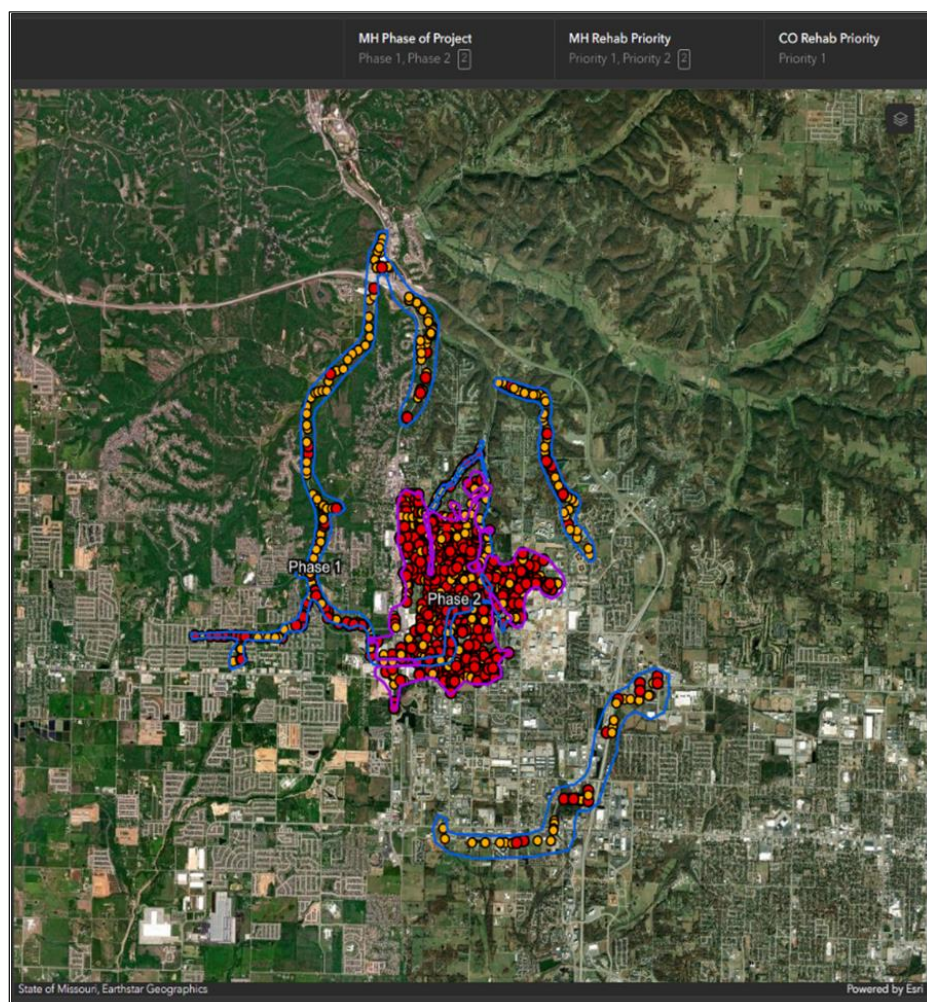 MH Phase of Project
Phase 1, Phase 2 2
MH Rehab Priority
Priority 1, Priority 2 2
CO Rehab Priority
Priority 1
Phase 1
Phase 2
State of Missouri, Earthstar Geographics
Powered by Esri